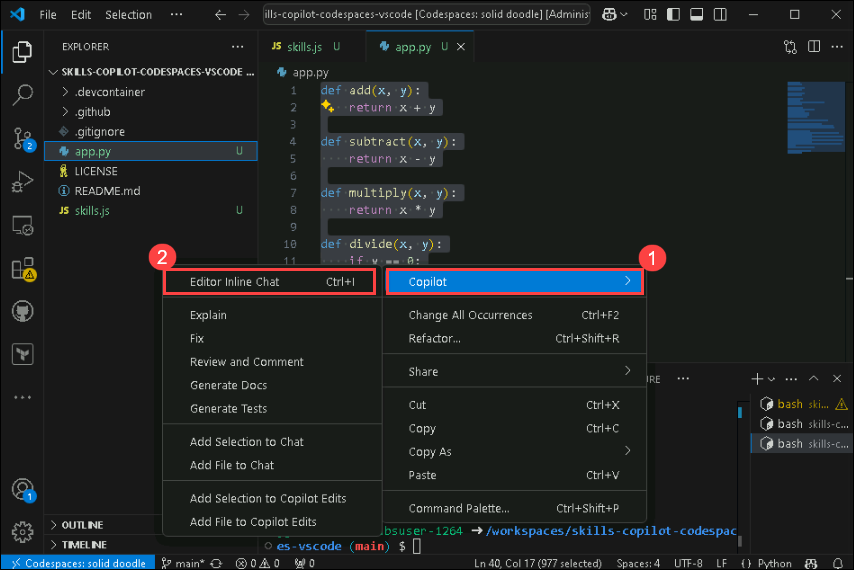 File Edit Selection ··· ills-copilot-codespaces-vscode [Codespaces: solid doodle] [Adminis
EXPLORER ···
SKILLS-COPILOT-CODESPACES-VSCODE ...
.devcontainer
.github
.gitignore
app.py U
LICENSE
README.md
JS skills.js U
OUTLINE
TIMELINE
2
1
JS skills.js U app.py U
app.py
1 def add(x, y):
2 return x + y
3
4 def subtract(x, y):
5 return x - y
6
7 def multiply(x, y):
8 return x * y
9
10 def divide(x, y):
11 if y == 0:
2
Editor Inline Chat Ctrl+I
Explain
Fix
Review and Comment
Generate Docs
Generate Tests
Add Selection to Chat
Add File to Chat
Add Selection to Copilot Edits
Add File to Copilot Edits
1
Copilot
Change All Occurrences Ctrl+F2
Refactor... Ctrl+Shift+R
Share
Cut Ctrl+X
Copy Ctrl+C
Copy As
Paste Ctrl+V
Command Palette... Ctrl+Shift+P
URE ···
bash ski...
bash skills-c...
bash skills-c...
bsuser-1264 → /workspaces/skills-copilot-codespac
es-vscode (main) $
Codespaces: solid doodle main* 0 0 0 Ln 40, Col 17 (977 selected) Spaces: 4 UTF-8 LF {} Python